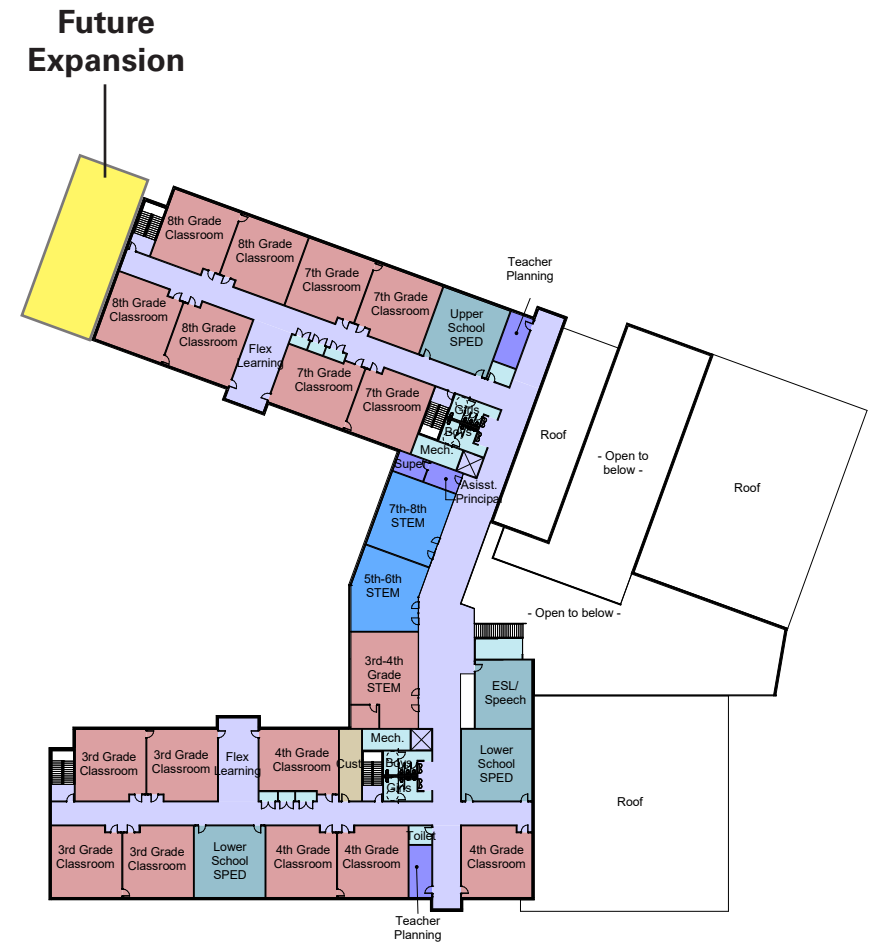 Future
Expansion
8th Grade
Classroom
8th Grade
Classroom
7th Grade
Classroom
7th Grade
Classroom
Upper
School
SPED
Teacher
Planning
8th Grade
Classroom
8th Grade
Classroom
Flex
Learning
7th Grade
Classroom
7th Grade
Classroom
Girls
Boys
Mech.
Super
Asisst.
Principal
Roof
- Open to
below -
Roof
7th-8th
STEM
5th-6th
STEM
- Open to below -
3rd-4th
Grade
STEM
ESL/
Speech
3rd Grade
Classroom
3rd Grade
Classroom
Flex
Learning
4th Grade
Classroom
Cust
Mech.
Boys
Girls
Lower
School
SPED
Roof
3rd Grade
Classroom
3rd Grade
Classroom
Lower
School
SPED
4th Grade
Classroom
4th Grade
Classroom
Toilet
4th Grade
Classroom
Teacher
Planning